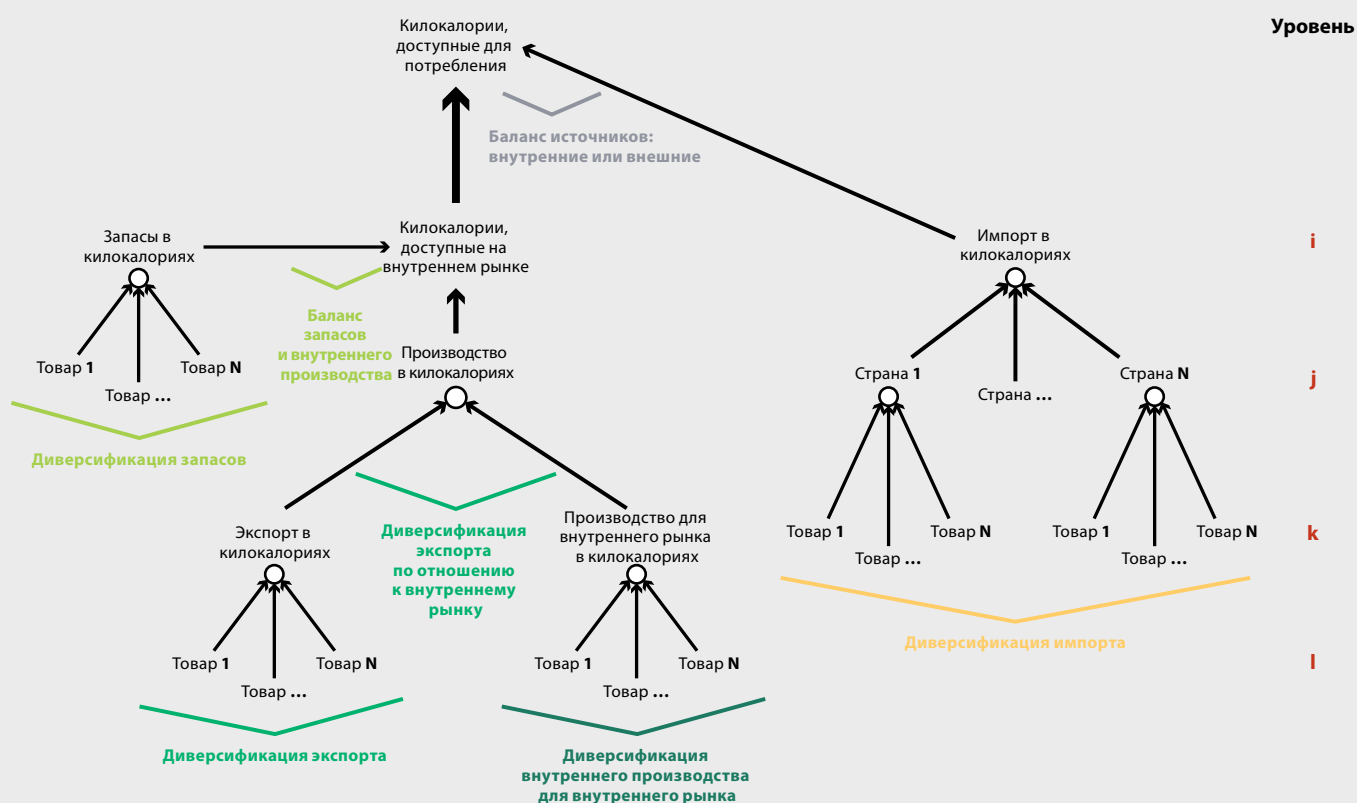 Уровень
Килокалории,
доступные для
потребления
Баланс источников:
внутренние или внешние
Запасы в
килокалориях
Килокалории,
доступные на
внутреннем рынке
Импорт в
килокалориях
i
Баланс
запасов
и внутреннего
производства
Товар 1
Товар ...
Товар N
Производство
в килокалориях
Страна 1
Страна ...
Страна N
j
Диверсификация запасов
Экспорт в
килокалориях
Диверсификация
экспорта
по отношению
к внутреннему
рынку
Производство для
внутреннего рынка
в килокалориях
Товар 1
Товар ...
Товар N
Товар 1
Товар ...
Товар N
k
Диверсификация импорта
Товар 1
Товар ...
Товар N
Товар 1
Товар ...
Товар N
l
Диверсификация экспорта
Диверсификация
внутреннего производства
для внутреннего рынка